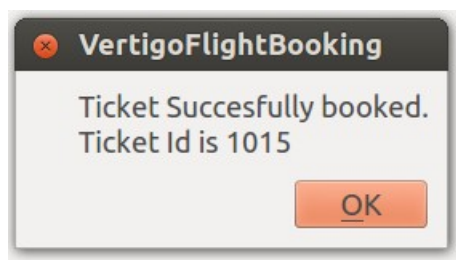 VertigoFlightBooking
Ticket Succesfully booked.
Ticket Id is 1015
OK